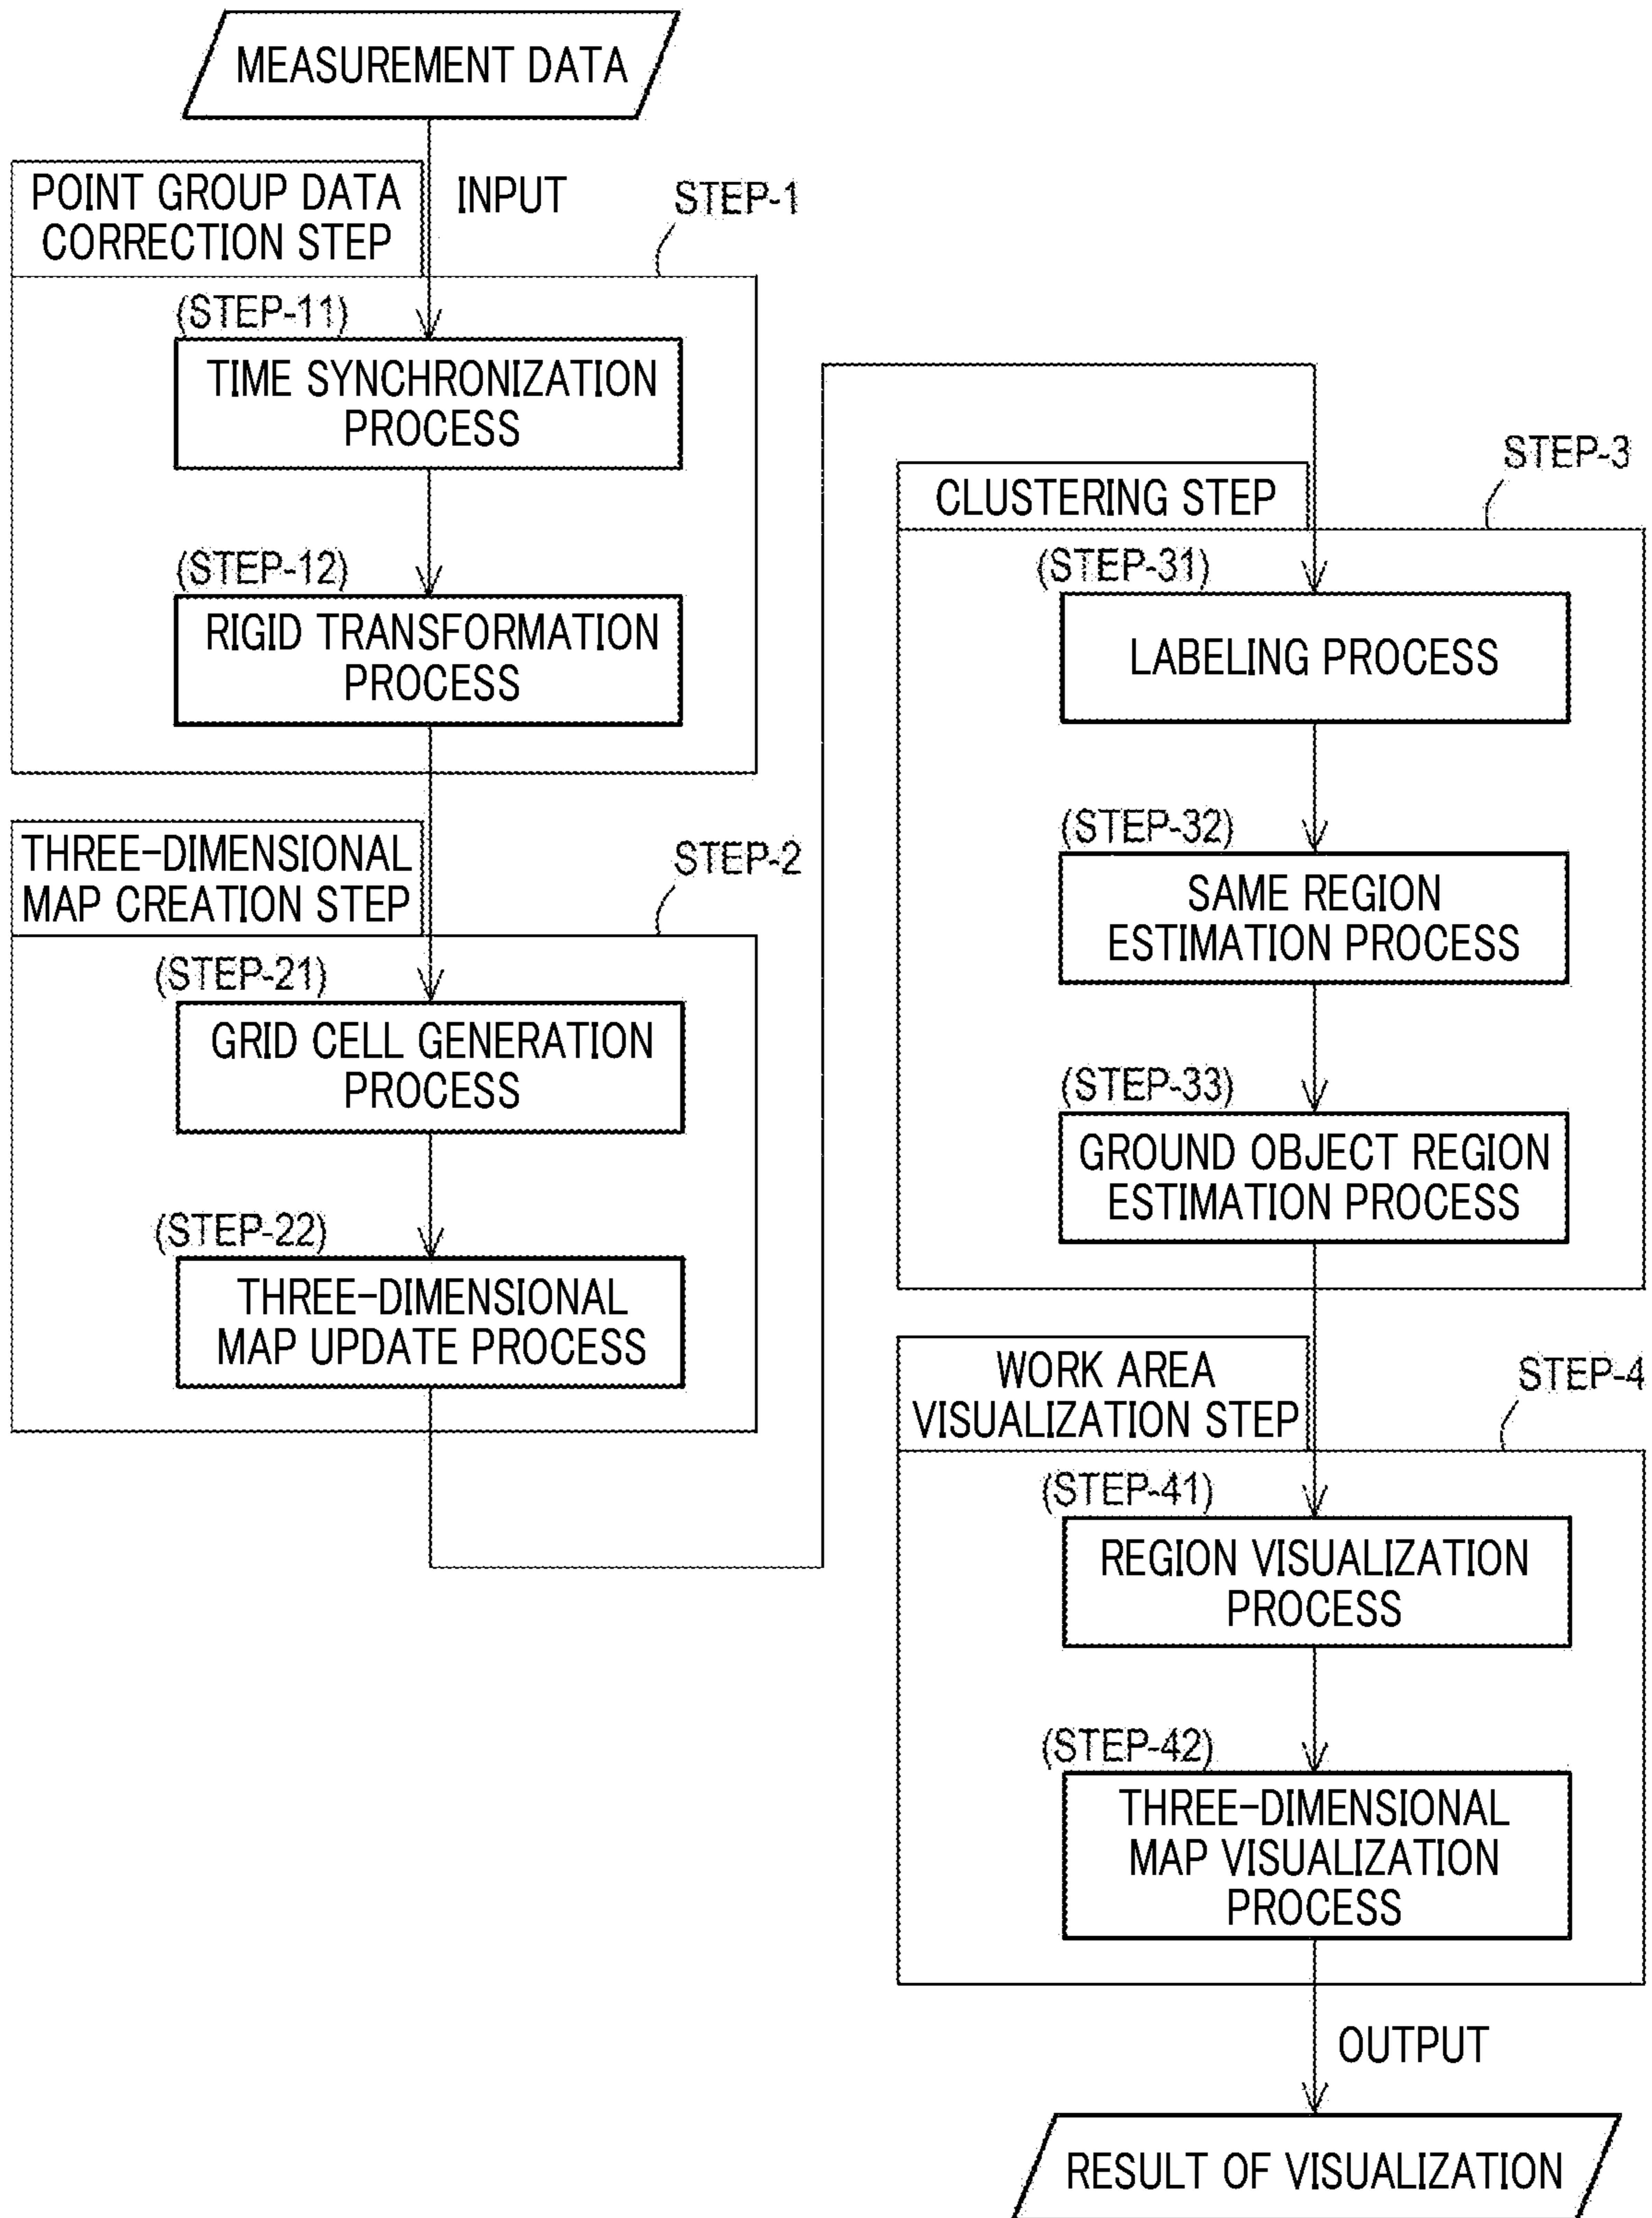 MEASUREMENT DATA
INPUT
POINT GROUP DATA
CORRECTION STEP
STEP-1
(STEP-11)
TIME SYNCHRONIZATION
PROCESS
(STEP-12)
RIGID TRANSFORMATION
PROCESS
THREE-DIMENSIONAL
MAP CREATION STEP
STEP-2
(STEP-21)
GRID CELL GENERATION
PROCESS
(STEP-22)
THREE-DIMENSIONAL
MAP UPDATE PROCESS
CLUSTERING STEP
STEP-3
(STEP-31)
LABELING PROCESS
(STEP-32)
SAME REGION
ESTIMATION PROCESS
(STEP-33)
GROUND OBJECT REGION
ESTIMATION PROCESS
WORK AREA
VISUALIZATION STEP
STEP-4
(STEP-41)
REGION VISUALIZATION
PROCESS
(STEP-42)
THREE-DIMENSIONAL
MAP VISUALIZATION
PROCESS
OUTPUT
RESULT OF VISUALIZATION